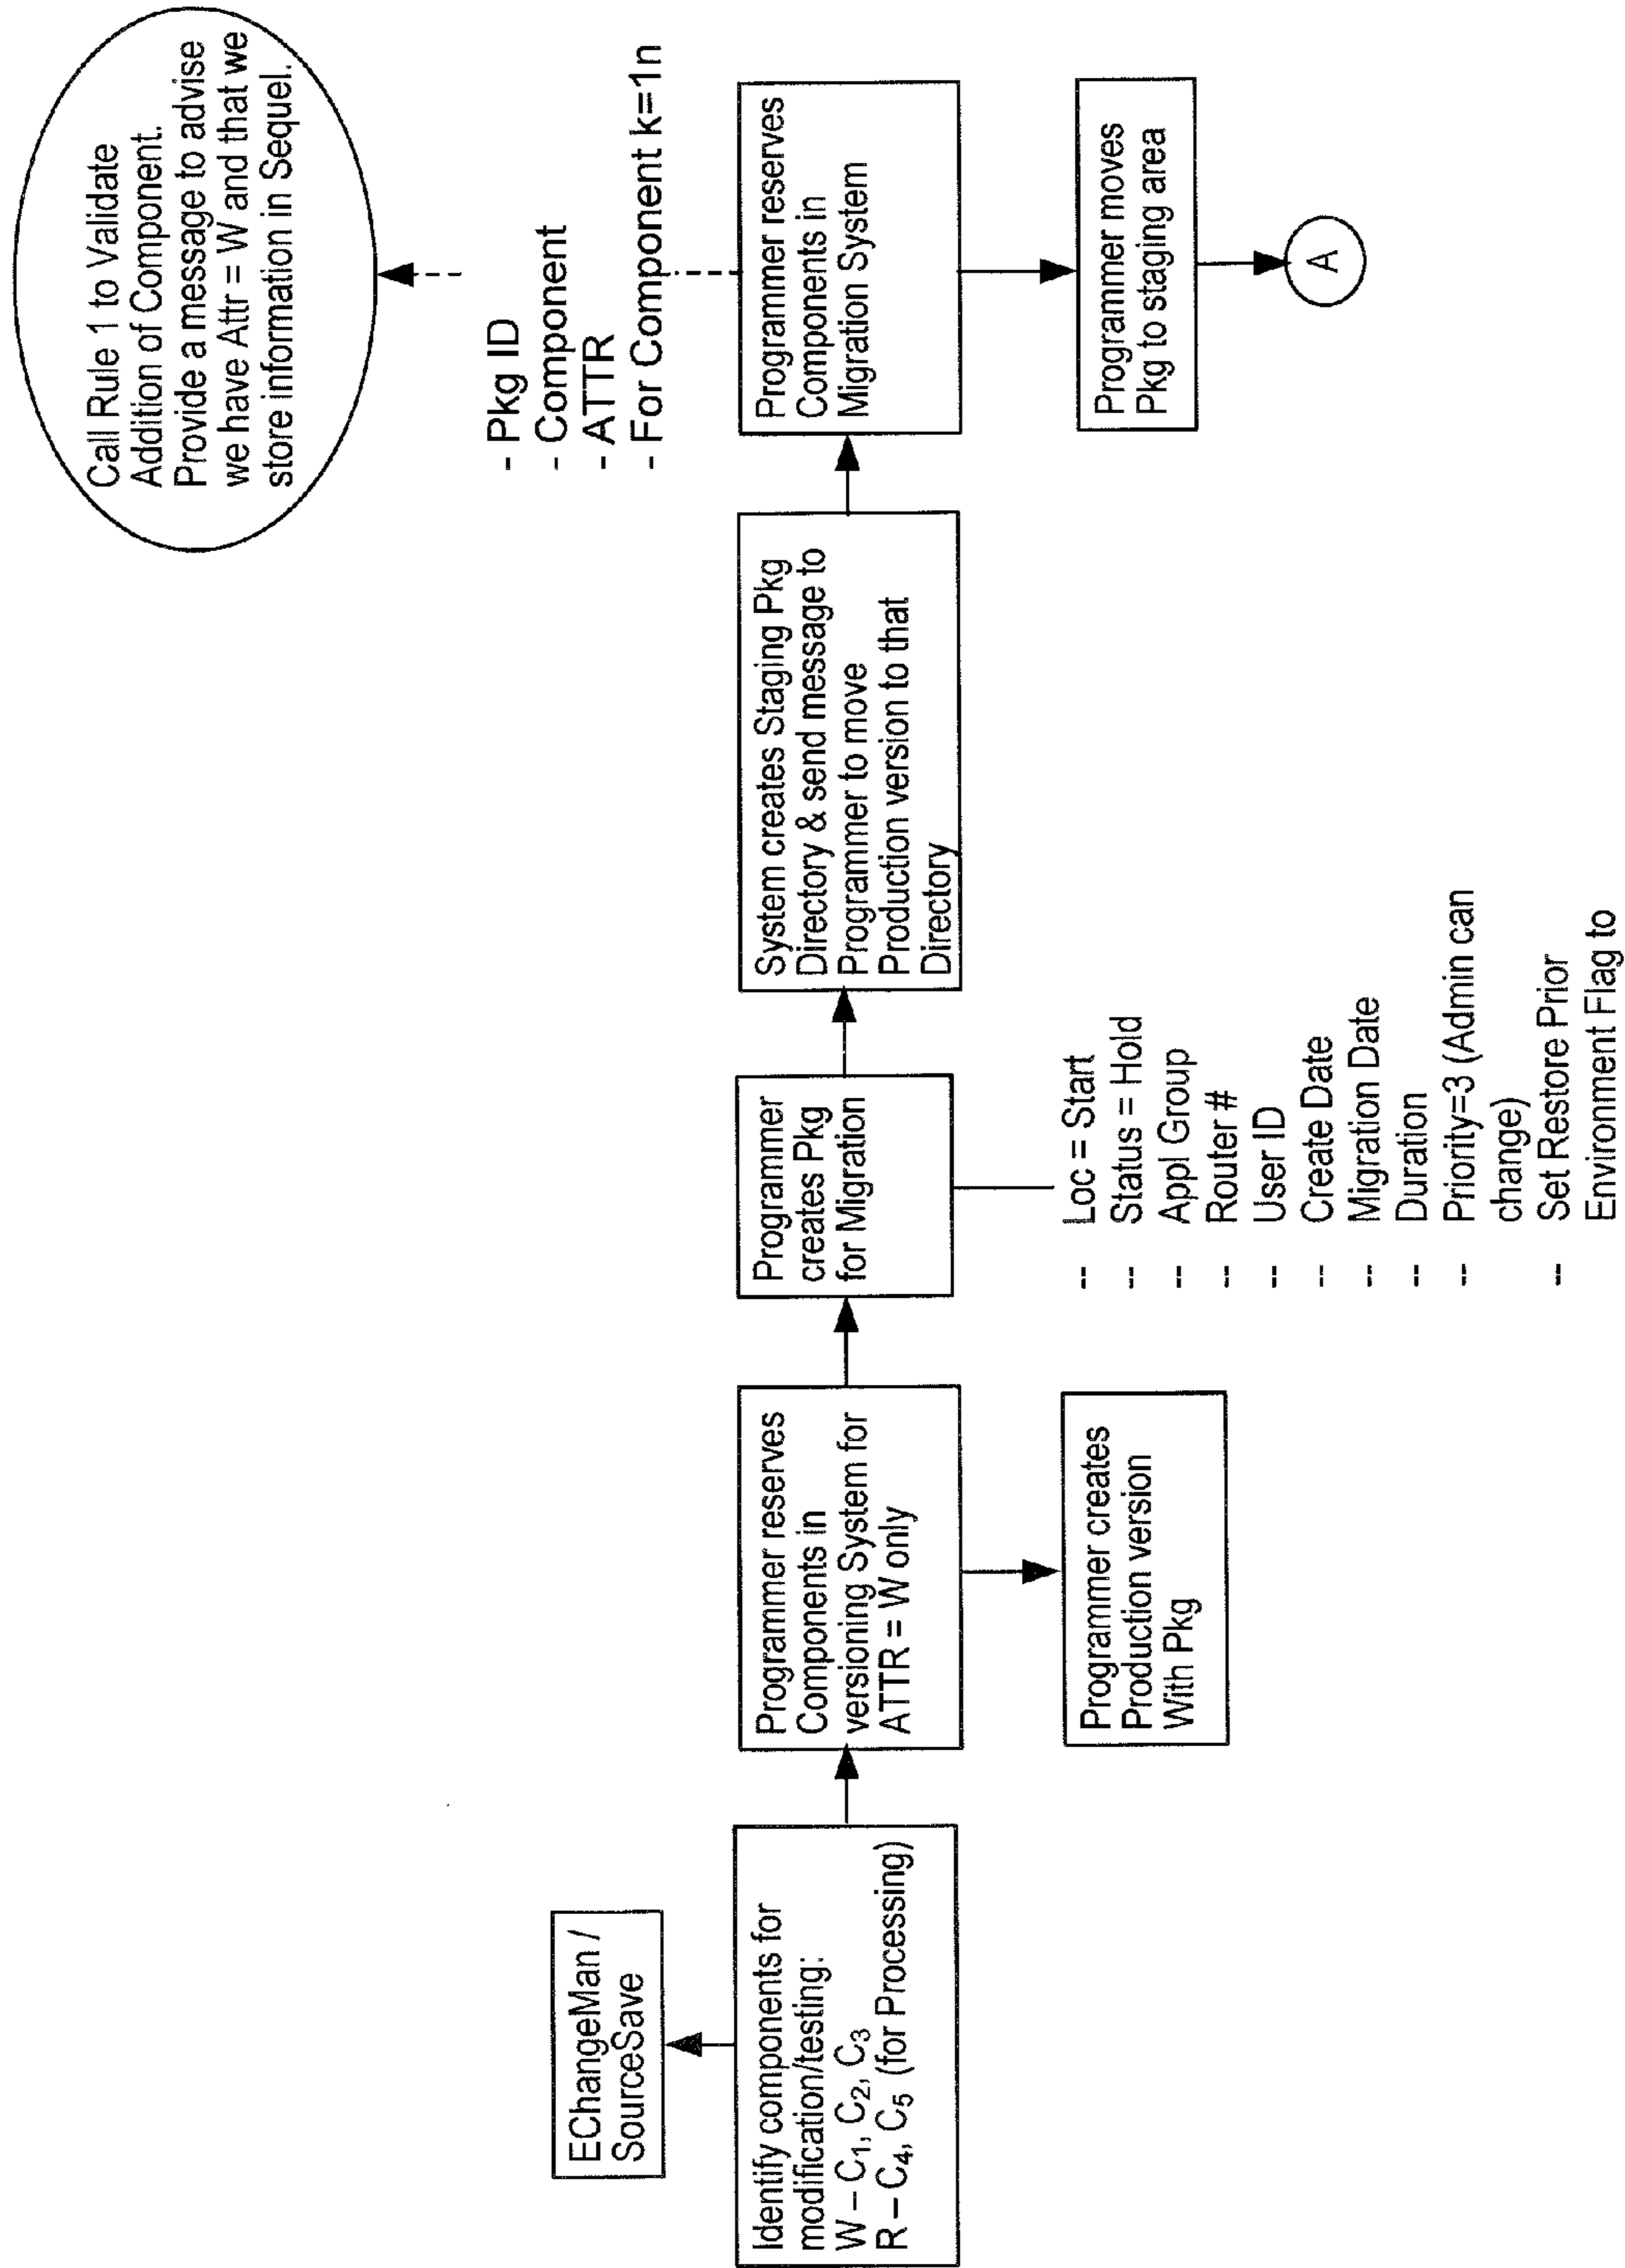 EChangeMan /
SourceSave
Identify components for
modification/testing:
W – C₁, C₂, C₃
R – C₄, C₅ (for Processing)
Programmer reserves
Components in
versioning System for
ATTR = W only
Programmer creates
Production version
With Pkg
Programmer
creates Pkg
for Migration
-- Loc = Start
-- Status = Hold
-- Appl Group
-- Router #
-- User ID
-- Create Date
-- Migration Date
-- Duration
-- Priority=3 (Admin can
change)
-- Set Restore Prior
Environment Flag to
System creates Staging Pkg
Directory & send message to
Programmer to move
Production version to that
Directory
Call Rule 1 to Validate
Addition of Component.
Provide a message to advise
we have Attr = W and that we
store information in Sequel.
- Pkg ID
- Component
- ATTR
- For Component k=1n
Programmer reserves
Components in
Migration System
Programmer moves
Pkg to staging area
A